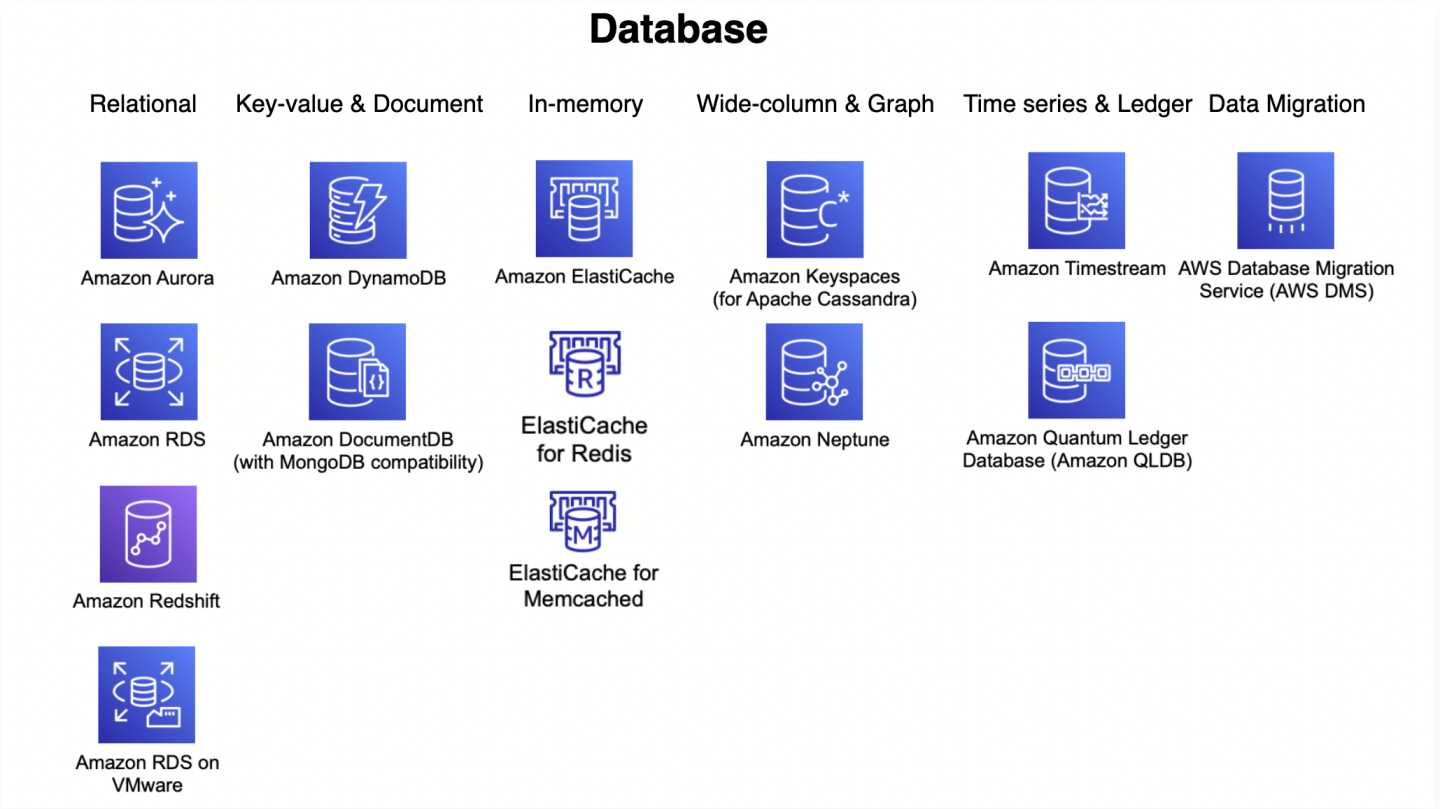 Database
Relational
Key-value & Document
In-memory
Wide-column & Graph
Time series & Ledger
Data Migration
Amazon Aurora
Amazon DynamoDB
Amazon ElastiCache
Amazon Keyspaces
(for Apache Cassandra)
Amazon Timestream
AWS Database Migration
Service (AWS DMS)
Amazon RDS
Amazon DocumentDB
(with MongoDB compatibility)
R
ElastiCache
for Redis
Amazon Neptune
Amazon Quantum Ledger
Database (Amazon QLDB)
Amazon Redshift
M
ElastiCache for
Memcached
Amazon RDS on
VMware
C*
{}